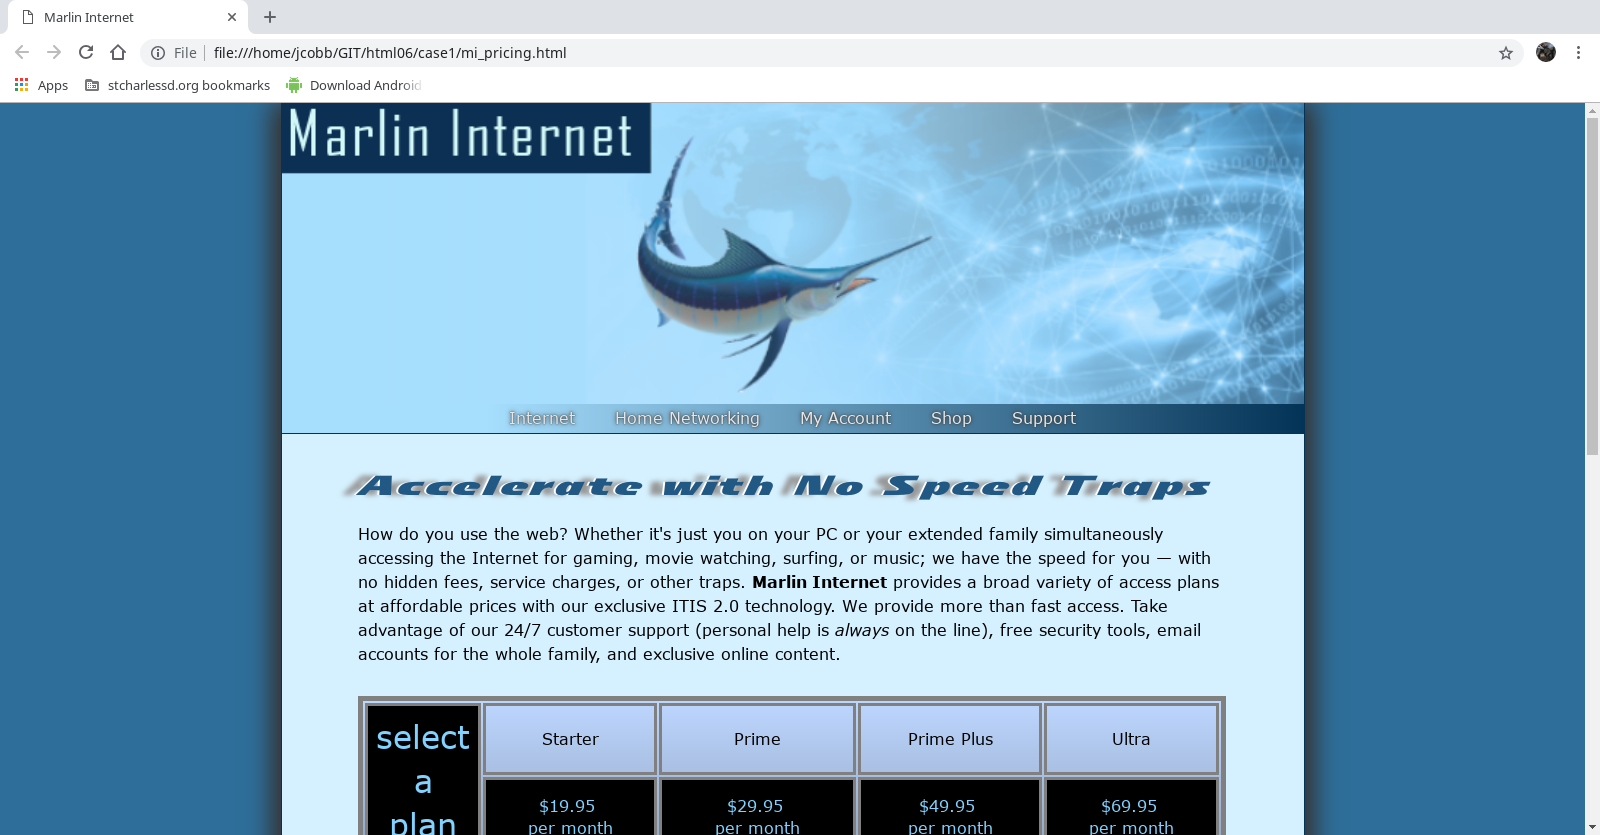 Marlin Internet
File
file:///home/jcobb/GIT/html06/case1/mi_pricing.html
Apps
stcharlessd.org bookmarks
Download Android
Marlin Internet
Internet
Home Networking
My Account
Shop
Support
Accelerate with No Speed Traps
How do you use the web? Whether it's just you on your PC or your extended family simultaneously
accessing the Internet for gaming, movie watching, surfing, or music; we have the speed for you — with
no hidden fees, service charges, or other traps. Marlin Internet provides a broad variety of access plans
at affordable prices with our exclusive ITIS 2.0 technology. We provide more than fast access. Take
advantage of our 24/7 customer support (personal help is always on the line), free security tools, email
accounts for the whole family, and exclusive online content.
select
a
plan
Starter
Prime
Prime Plus
Ultra
$19.95
per month
$29.95
per month
$49.95
per month
$69.95
per month